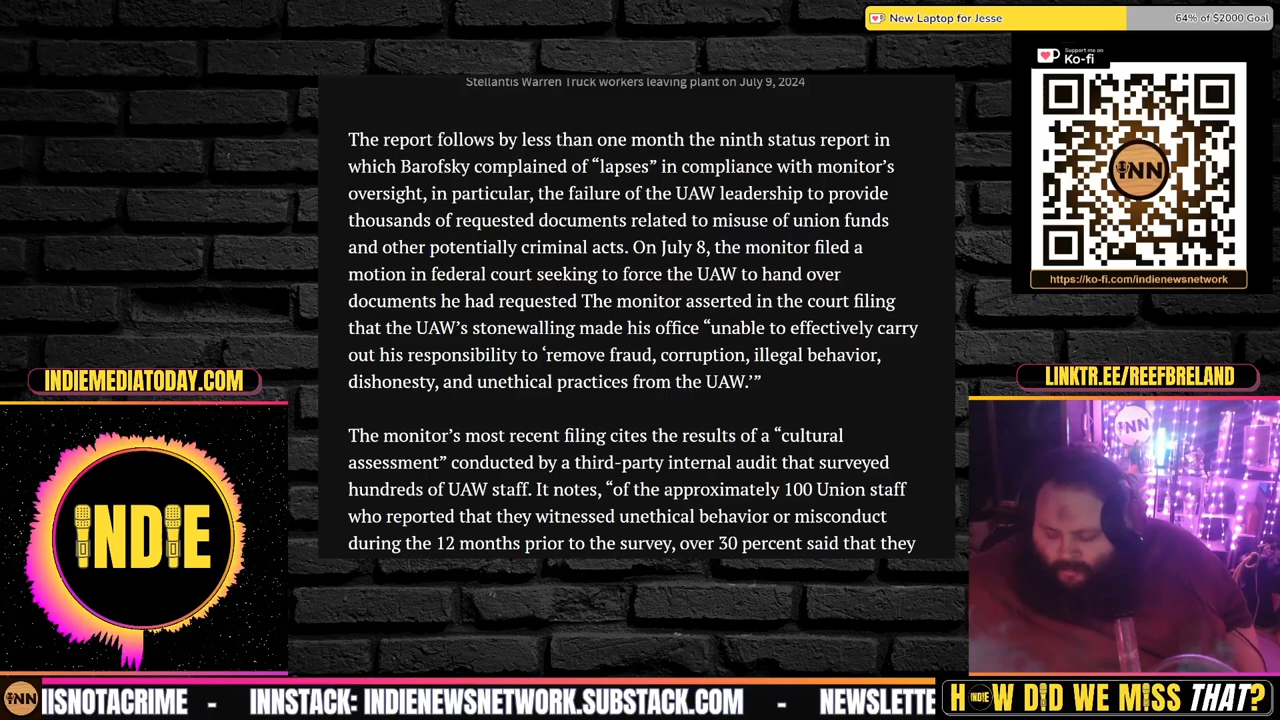 New Laptop for Jesse
64% of $2000 Goal
Support me on
Ko-fi
Stellantis Warren Truck workers leaving plant on July 9, 2024
The report follows by less than one month the ninth status report in
which Barofsky complained of “lapses” in compliance with monitor’s
oversight, in particular, the failure of the UAW leadership to provide
thousands of requested documents related to misuse of union funds
and other potentially criminal acts. On July 8, the monitor filed a
motion in federal court seeking to force the UAW to hand over
documents he had requested The monitor asserted in the court filing
that the UAW’s stonewalling made his office “unable to effectively carry
out his responsibility to ‘remove fraud, corruption, illegal behavior,
dishonesty, and unethical practices from the UAW.’”
The monitor’s most recent filing cites the results of a “cultural
assessment” conducted by a third-party internal audit that surveyed
hundreds of UAW staff. It notes, “of the approximately 100 Union staff
who reported that they witnessed unethical behavior or misconduct
during the 12 months prior to the survey, over 30 percent said that they
INN
https://ko-fi.com/indienewsnetwork
INDIEMEDIATODAY.COM
LINKTR.EE/REEFBRELAND
INDIE
INN
INN
IISNOTACRIME - INNSTACK: INDIENEWSNETWORK.SUBSTACK.COM - NEWSLETTE
HOW DID WE MISS THAT?